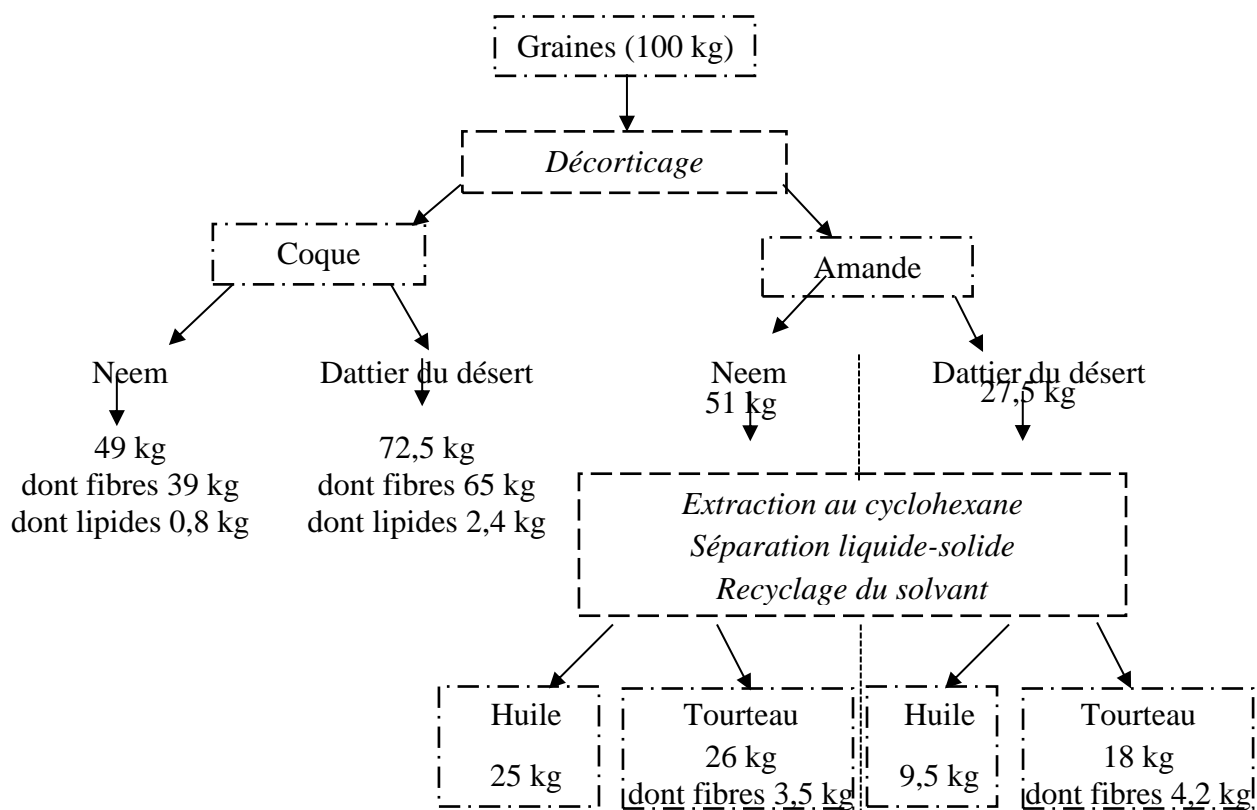 Graines (100 kg)
Décorticage
Coque
Amande
Neem
Dattier du désert
Neem
Dattier du désert
51 kg
27,5 kg
49 kg
dont fibres 39 kg
dont lipides 0,8 kg
72,5 kg
dont fibres 65 kg
dont lipides 2,4 kg
Extraction au cyclohexane
Séparation liquide-solide
Recyclage du solvant
Huile
25 kg
Tourteau
26 kg
dont fibres 3,5 kg
Huile
9,5 kg
Tourteau
18 kg
dont fibres 4,2 kg